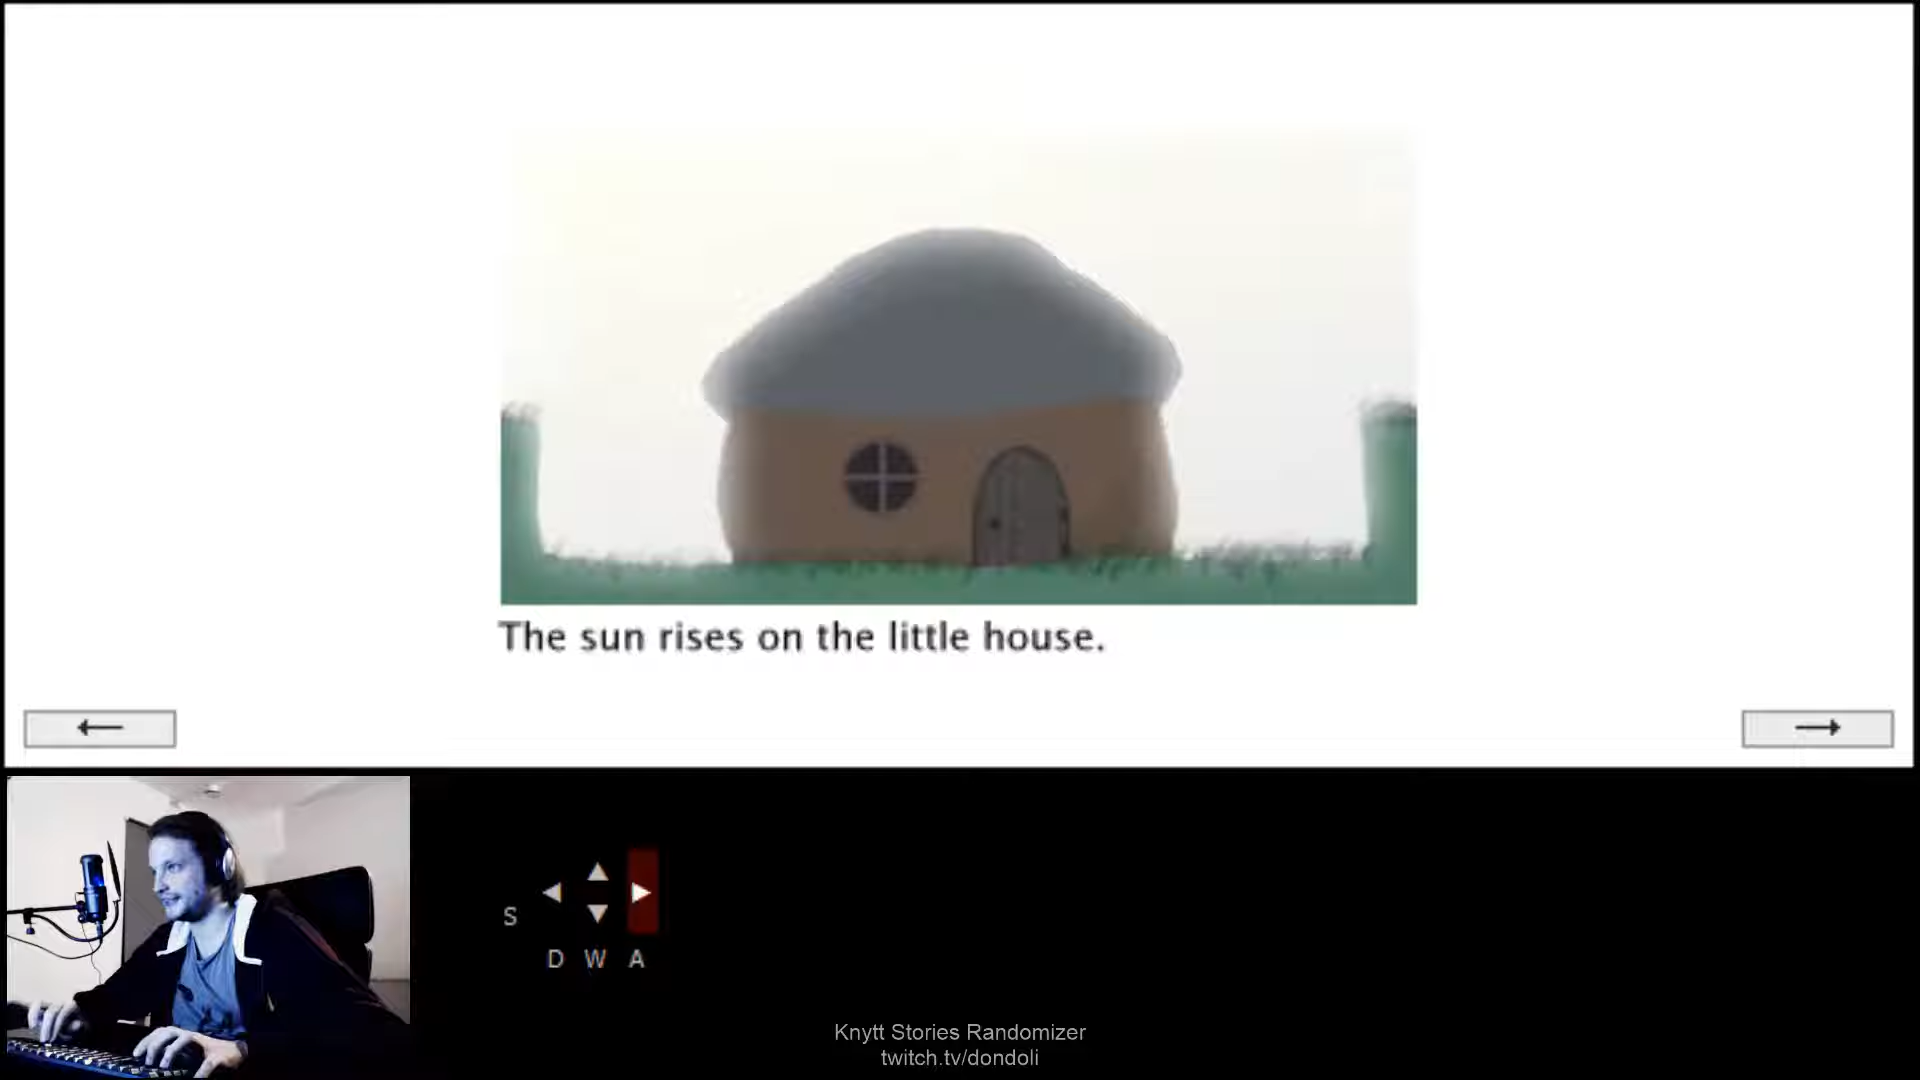 The sun rises on the little house.
S
D W A
Knytt Stories Randomizer
twitch.tv/dondoli